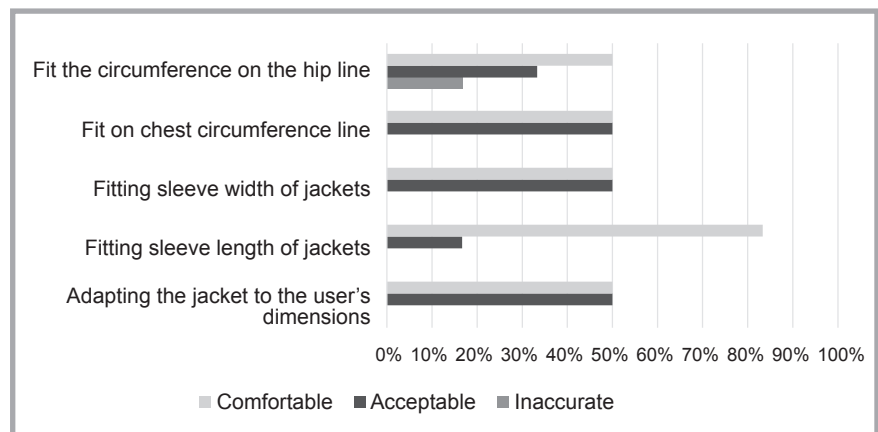 Fit the circumference on the hip line
Fit on chest circumference line
Fitting sleeve width of jackets
Fitting sleeve length of jackets
Adapting the jacket to the user’s
dimensions
0% 10% 20% 30% 40% 50% 60% 70% 80% 90% 100%
Comfortable Acceptable Inaccurate